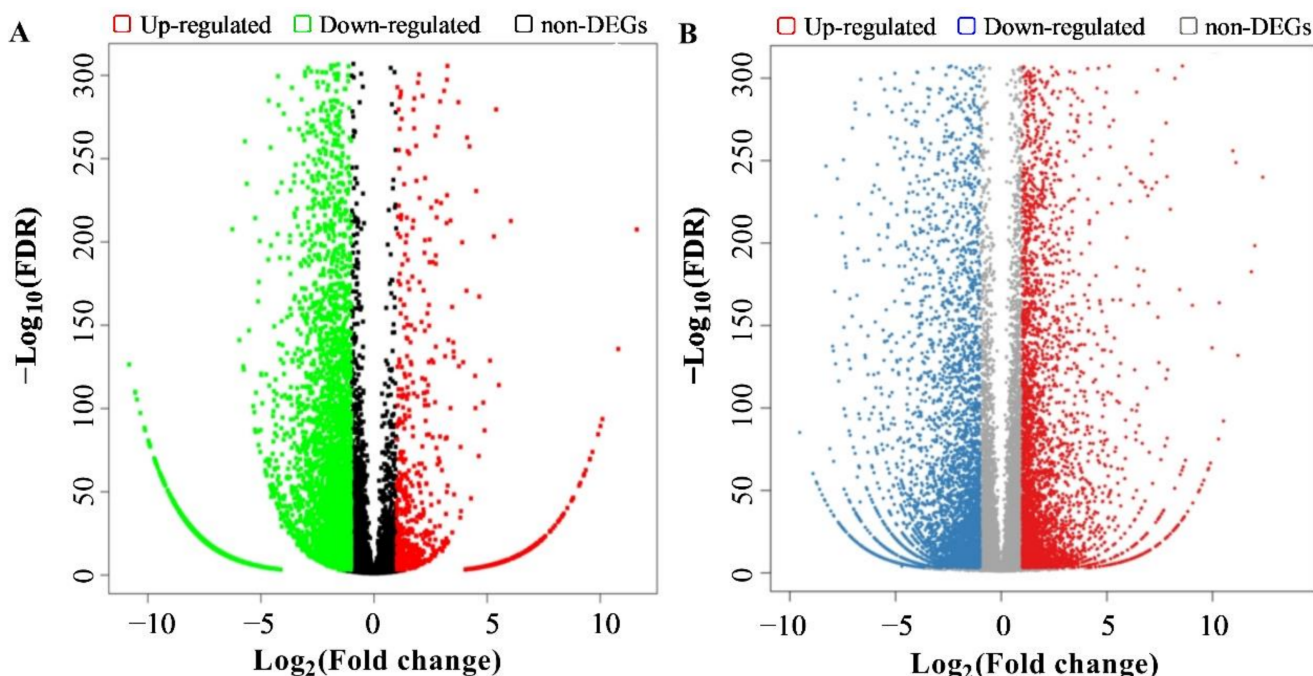 A Up-regulated Down-regulated non-DEGs
−Log10(FDR)
300
250
200
150
100
50
0
−10 −5 0 5 10
Log2(Fold change)
B Up-regulated Down-regulated non-DEGs
−Log10(FDR)
300
250
200
150
100
50
0
−10 −5 0 5 10
Log2(Fold change)